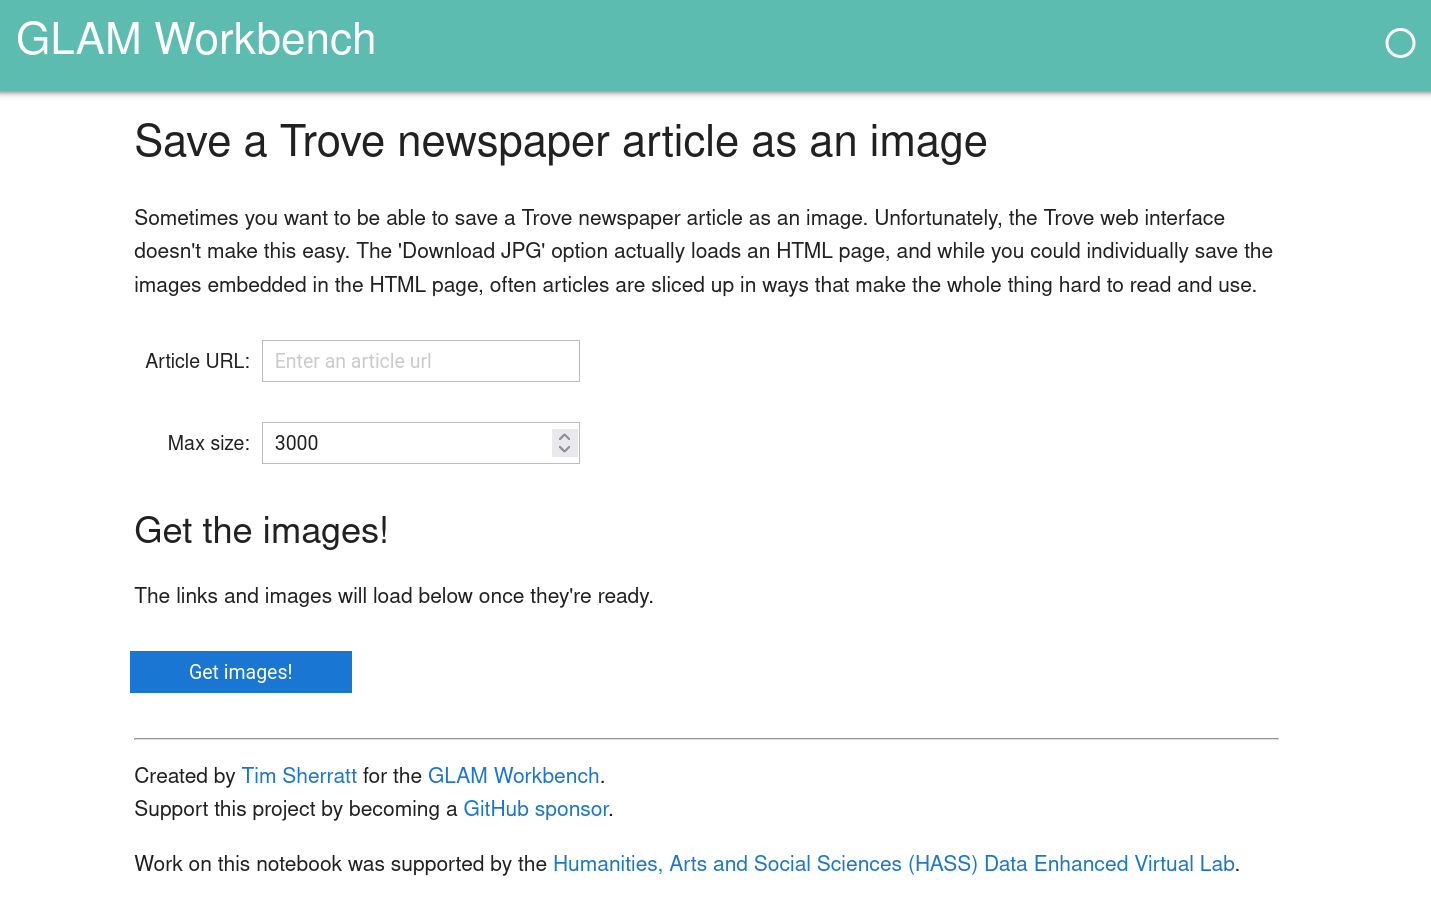 GLAM Workbench
Save a Trove newspaper article as an image
Sometimes you want to be able to save a Trove newspaper article as an image. Unfortunately, the Trove web interface
doesn't make this easy. The 'Download JPG' option actually loads an HTML page, and while you could individually save the
images embedded in the HTML page, often articles are sliced up in ways that make the whole thing hard to read and use.
Article URL: Enter an article url
Max size: 3000
Get the images!
The links and images will load below once they're ready.
Get images!
Created by Tim Sherratt for the GLAM Workbench.
Support this project by becoming a GitHub sponsor.
Work on this notebook was supported by the Humanities, Arts and Social Sciences (HASS) Data Enhanced Virtual Lab.